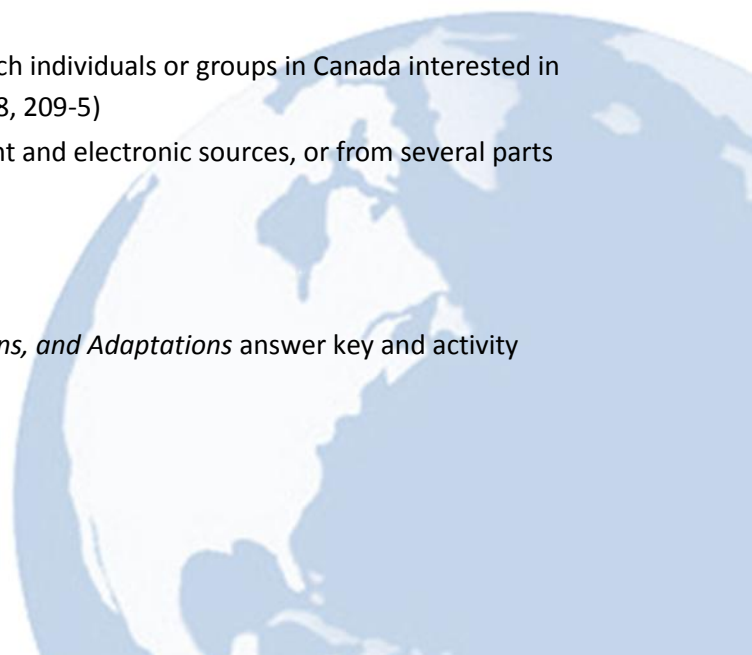 ch individuals or groups in Canada interested in
8, 209-5)
nt and electronic sources, or from several parts
ns, and Adaptations answer key and activity